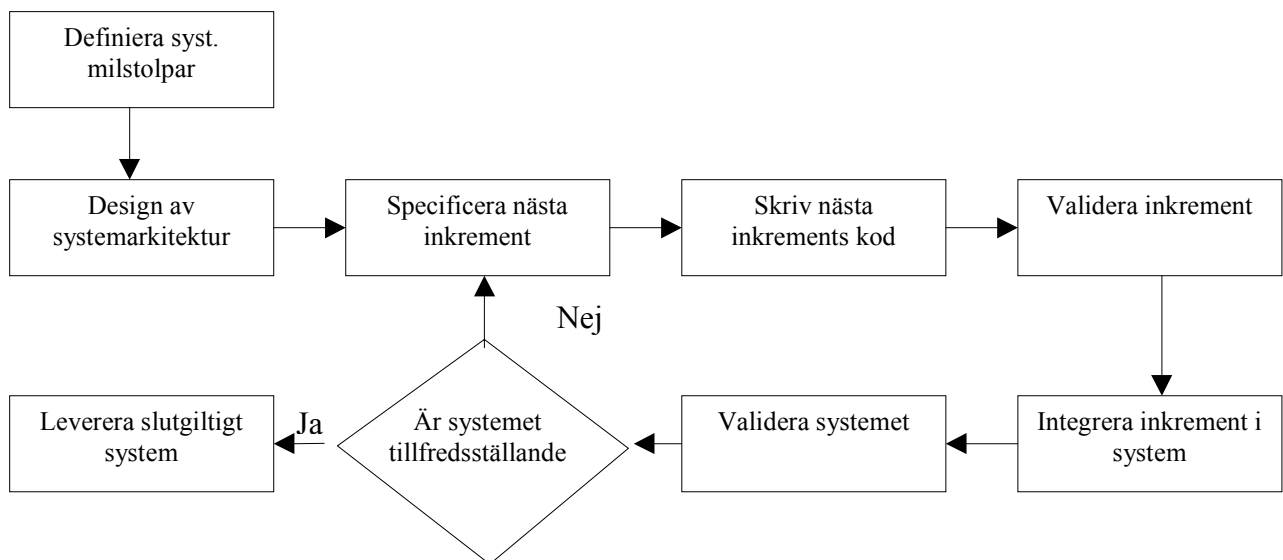 Definiera syst.
milstolpar
Design av
systemarkitektur
Specificera nästa
inkrement
Skriv nästa
inkrements kod
Validera inkrement
Nej
Leverera slutgiltigt
system
Ja
Är systemet
tillfredsställande
Validera systemet
Integrera inkrement i
system